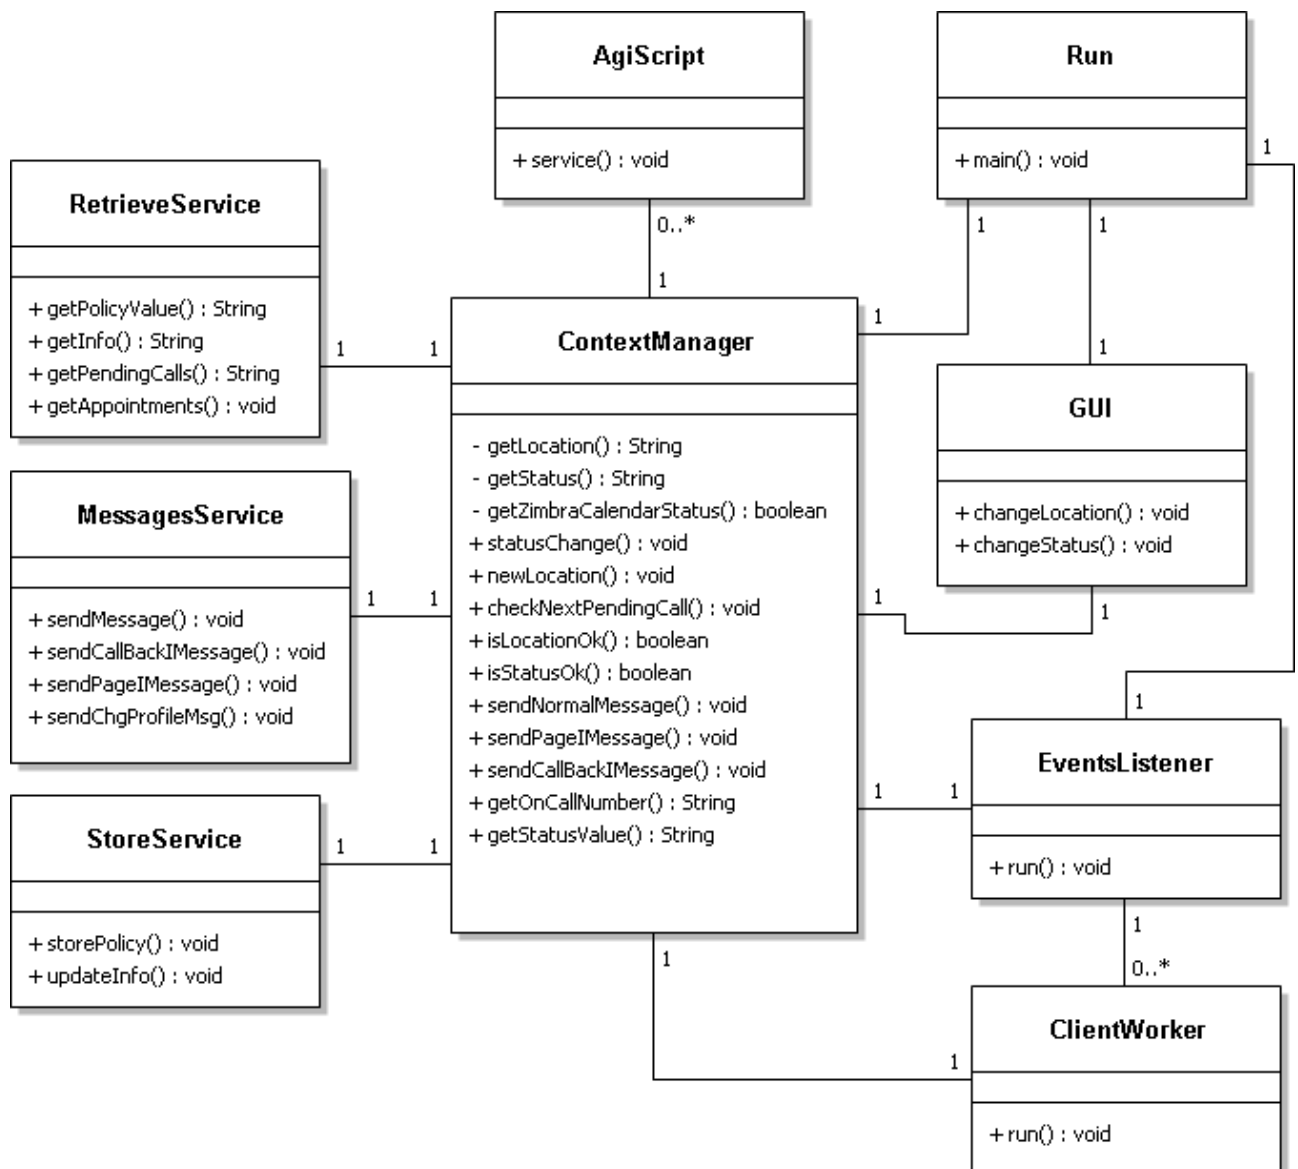 AgiScript
+ service() : void
0..*
1
Run
+ main() : void
1
1
1
RetrieveService
+ getPolicyValue() : String
+ getInfo() : String
+ getPendingCalls() : String
+ getAppointments() : void
1
1
ContextManager
- getLocation() : String
- getStatus() : String
- getZimbraCalendarStatus() : boolean
+ statusChange() : void
+ newLocation() : void
+ checkNextPendingCall() : void
+ isLocationOk() : boolean
+ isStatusOk() : boolean
+ sendNormalMessage() : void
+ sendPageIMessage() : void
+ sendCallBackIMessage() : void
+ getOnCallNumber() : String
+ getStatusValue() : String
1
1
GUI
+ changeLocation() : void
+ changeStatus() : void
1
1
MessagesService
+ sendMessage() : void
+ sendCallBackIMessage() : void
+ sendPageIMessage() : void
+ sendChgProfileMsg() : void
1
1
1
EventsListener
+ run() : void
1
1
1
0..*
StoreService
+ storePolicy() : void
+ updateInfo() : void
1
1
1
1
ClientWorker
+ run() : void